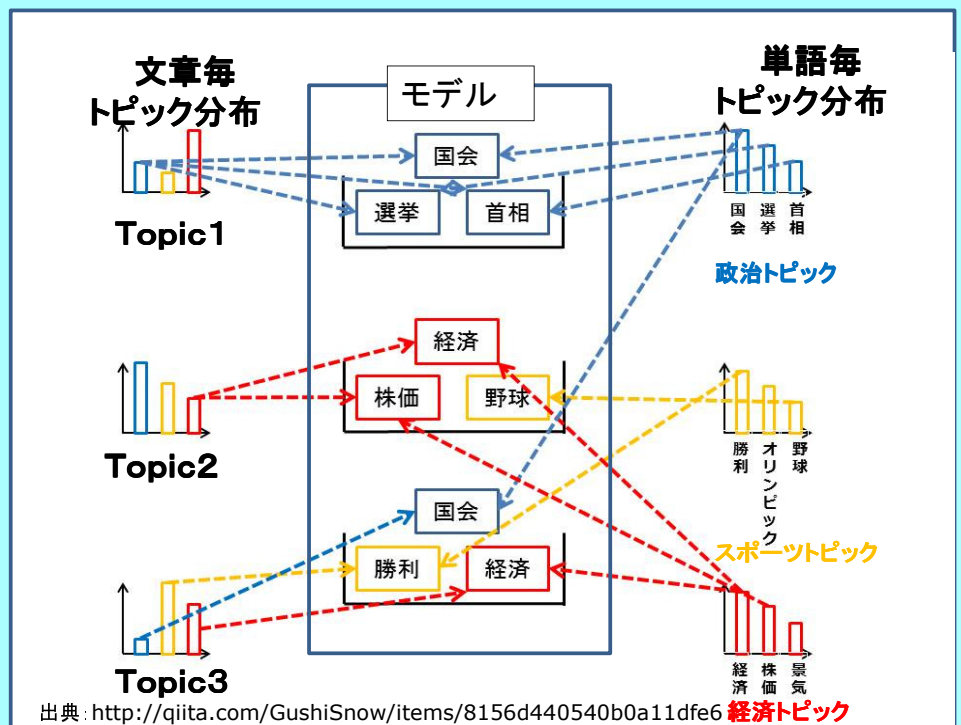 文章毎
トピック分布
モデル
単語毎
トピック分布
国会
選挙
首相
Topic1
国会
選挙
首相
政治トピック
経済
株価
野球
Topic2
勝利
オリンピック
野球
スポーツトピック
国会
勝利
経済
Topic3
経済
株価
景気
経済トピック
出典:http://qiita.com/GushiSnow/items/8156d440540b0a11dfe6